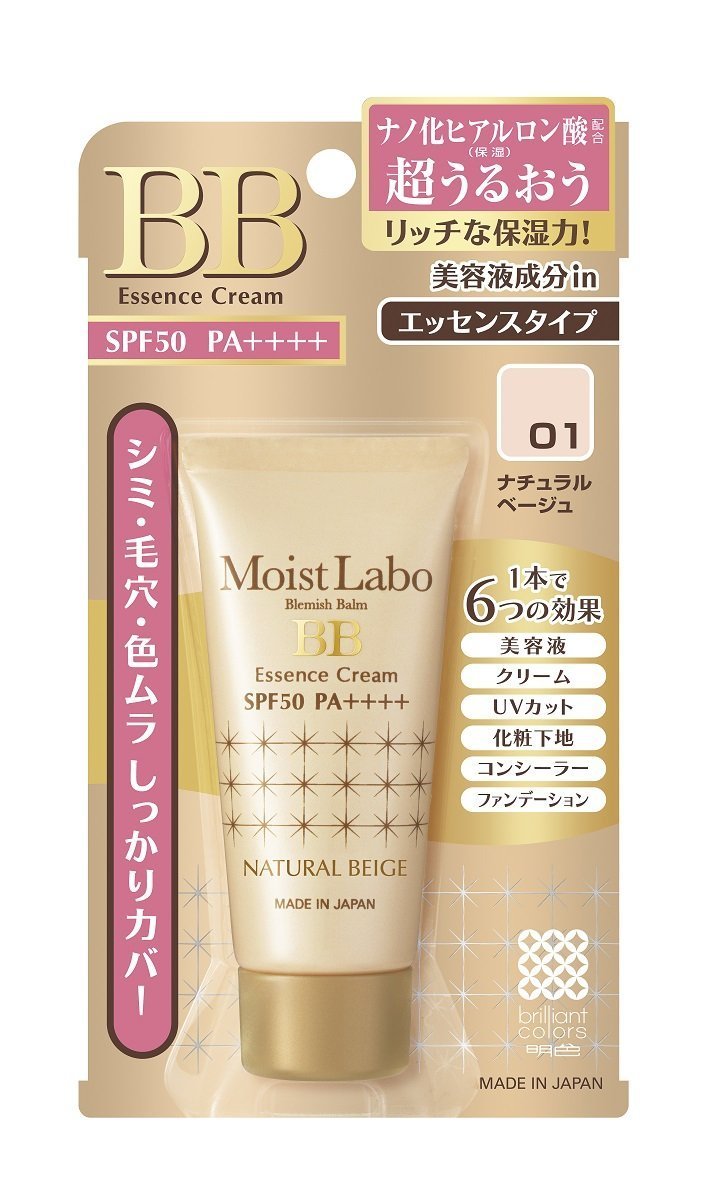 BB
Essence Cream
SPF50 PA++++
ナノ化ヒアルロン酸配合
(保湿)
超うるおう
リッチな保湿力!
美容液成分in
エッセンスタイプ
01
ナチュラル
ベージュ
シミ・毛穴・色ムラ しっかりカバー
Moist Labo
Blemish Balm
BB
Essence Cream
SPF50 PA++++
NATURAL BEIGE
MADE IN JAPAN
1本で
6つの効果
美容液
クリーム
UVカット
化粧下地
コンシーラー
ファンデーション
brilliant
colors
明色
MADE IN JAPAN